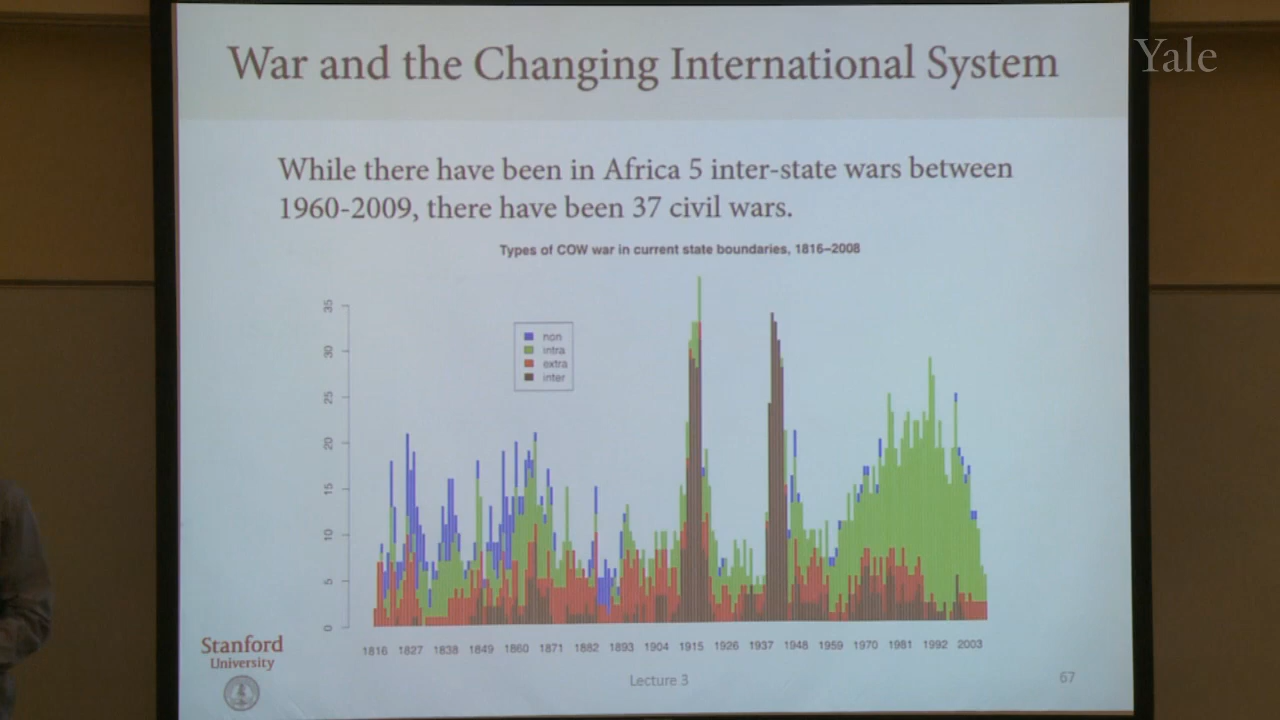 War and the Changing International System
Yale
While there have been in Africa 5 inter-state wars between
1960-2009, there have been 37 civil wars.
Types of COW war in current state boundaries, 1816–2008
35
30
25
20
15
10
5
0
non
intra
extra
inter
1816 1827 1838 1849 1860 1871 1882 1893 1904 1915 1926 1937 1948 1959 1970 1981 1992 2003
Stanford
University
Lecture 3
67